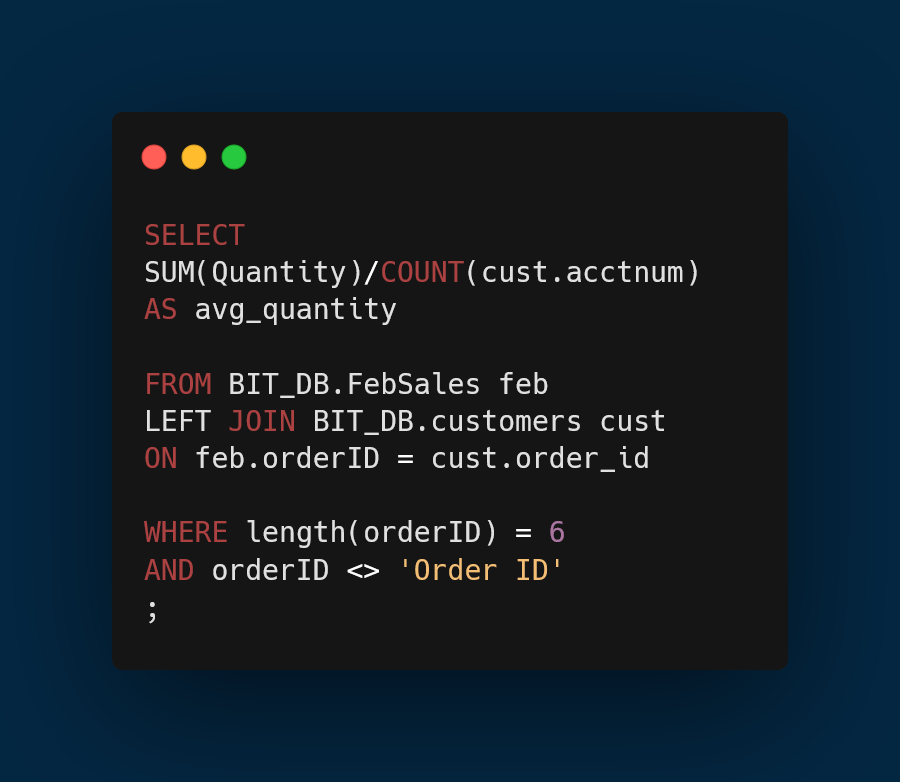 SELECT
SUM(Quantity)/COUNT(cust.acctnum)
AS avg_quantity
FROM BIT_DB.FebSales feb
LEFT JOIN BIT_DB.customers cust
ON feb.orderID = cust.order_id
WHERE length(orderID) = 6
AND orderID <> 'Order ID'
;